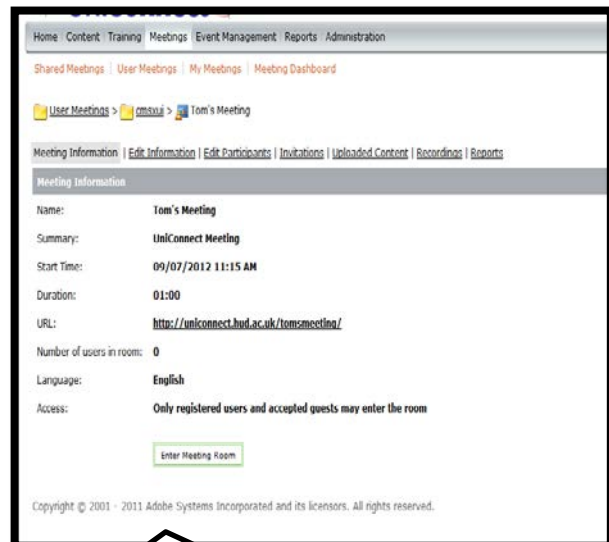 Home Content Training Meetings Event Management Reports Administration
Shared Meetings | User Meetings | My Meetings | Meeting Dashboard
User Meetings > cmsxui > Tom's Meeting
Meeting Information | Edit Information | Edit Participants | Invitations | Uploaded Content | Recordings | Reports
Meeting Information
Name: Tom's Meeting
Summary: UniConnect Meeting
Start Time: 09/07/2012 11:15 AM
Duration: 01:00
URL: http://uniconnect.hud.ac.uk/tomsmeeting/
Number of users in room: 0
Language: English
Access: Only registered users and accepted guests may enter the room
Enter Meeting Room
Copyright © 2001 - 2011 Adobe Systems Incorporated and its licensors. All rights reserved.